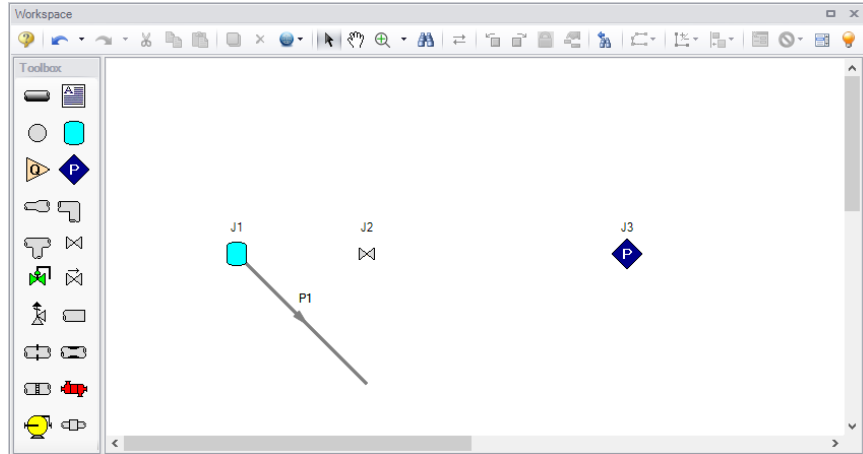 Workspace
Toolbox
A
Q P
J1 J2 J3
P
P1